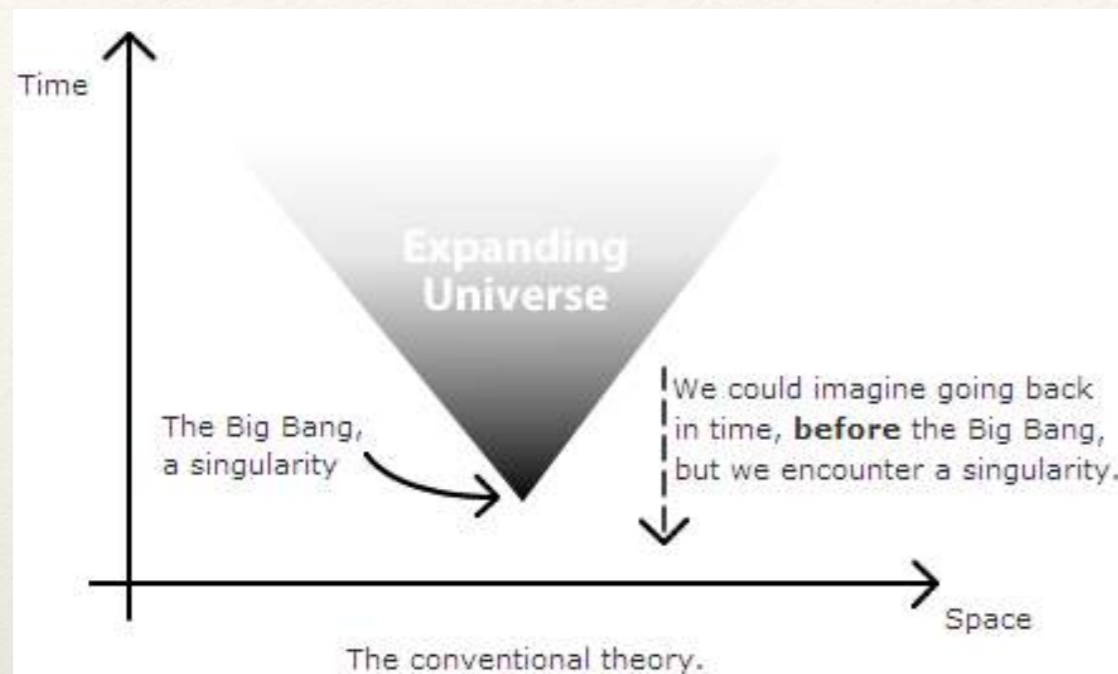 Time
Expanding
Universe
The Big Bang,
a singularity
We could imagine going back
in time, before the Big Bang,
but we encounter a singularity.
Space
The conventional theory.